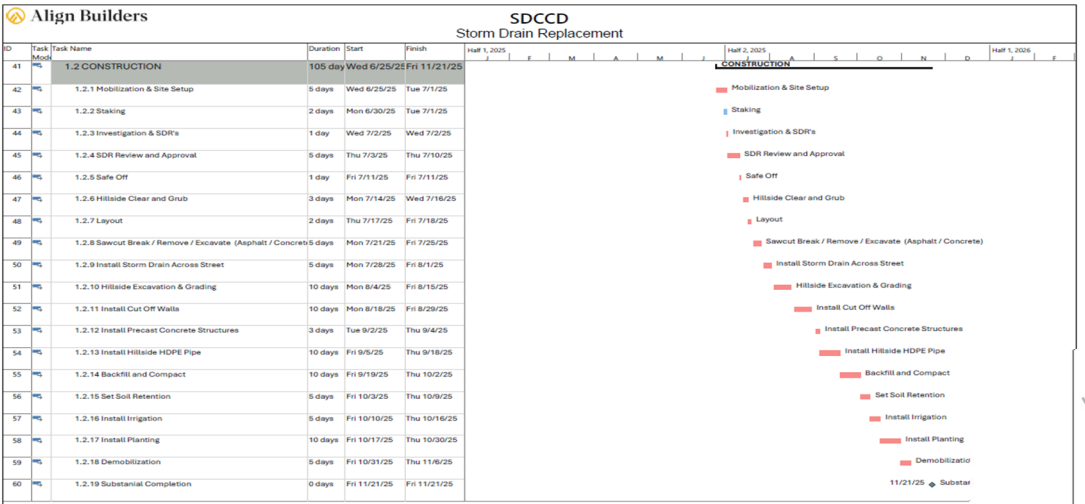 Align Builders
SDCCD
Storm Drain Replacement
ID Task Mode Task Name Duration Start Finish Half 1, 2025 Half 2, 2025 Half 1, 2026
J F M A M J J A S O N D J F
41 1.2 CONSTRUCTION 105 day Wed 6/25/25 Fri 11/21/25 CONSTRUCTION
42 1.2.1 Mobilization & Site Setup 5 days Wed 6/25/25 Tue 7/1/25 Mobilization & Site Setup
43 1.2.2 Staking 2 days Mon 6/30/25 Tue 7/1/25 Staking
44 1.2.3 Investigation & SDR's 1 day Wed 7/2/25 Wed 7/2/25 Investigation & SDR's
45 1.2.4 SDR Review and Approval 5 days Thu 7/3/25 Thu 7/10/25 SDR Review and Approval
46 1.2.5 Safe Off 1 day Fri 7/11/25 Fri 7/11/25 Safe Off
47 1.2.6 Hillside Clear and Grub 3 days Mon 7/14/25 Wed 7/16/25 Hillside Clear and Grub
48 1.2.7 Layout 2 days Thu 7/17/25 Fri 7/18/25 Layout
49 1.2.8 Sawcut Break / Remove / Excavate (Asphalt / Concret 5 days Mon 7/21/25 Fri 7/25/25 Sawcut Break / Remove / Excavate (Asphalt / Concrete)
50 1.2.9 Install Storm Drain Across Street 5 days Mon 7/28/25 Fri 8/1/25 Install Storm Drain Across Street
51 1.2.10 Hillside Excavation & Grading 10 days Mon 8/4/25 Fri 8/15/25 Hillside Excavation & Grading
52 1.2.11 Install Cut Off Walls 10 days Mon 8/18/25 Fri 8/29/25 Install Cut Off Walls
53 1.2.12 Install Precast Concrete Structures 3 days Tue 9/2/25 Thu 9/4/25 Install Precast Concrete Structures
54 1.2.13 Install Hillside HDPE Pipe 10 days Fri 9/5/25 Thu 9/18/25 Install Hillside HDPE Pipe
55 1.2.14 Backfill and Compact 10 days Fri 9/19/25 Thu 10/2/25 Backfill and Compact
56 1.2.15 Set Soil Retention 5 days Fri 10/3/25 Thu 10/9/25 Set Soil Retention
57 1.2.16 Install Irrigation 5 days Fri 10/10/25 Thu 10/16/25 Install Irrigation
58 1.2.17 Install Planting 10 days Fri 10/17/25 Thu 10/30/25 Install Planting
59 1.2.18 Demobilization 5 days Fri 10/31/25 Thu 11/6/25 Demobilizatio
60 1.2.19 Substanial Completion 0 days Fri 11/21/25 Fri 11/21/25 11/21/25 Substar